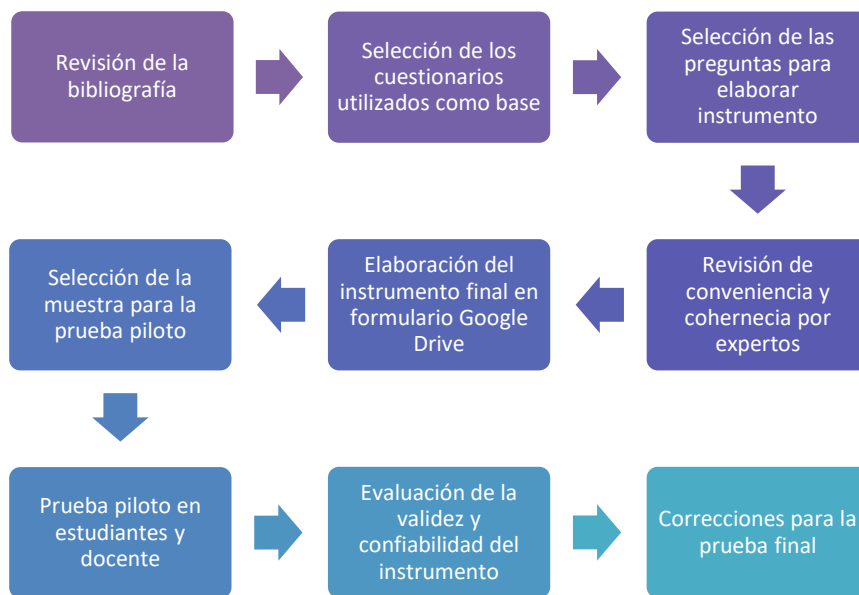 Revisión de la
bibliografía
Selección de los
cuestionarios
utilizados como base
Selección de las
preguntas para
elaborar
instrumento
Revisión de
conveniencia y
cohernecia por
expertos
Elaboración del
instrumento final en
formulario Google
Drive
Selección de la
muestra para la
prueba piloto
Prueba piloto en
estudiantes y
docente
Evaluación de la
validez y
confiabilidad del
instrumento
Correcciones para la
prueba final